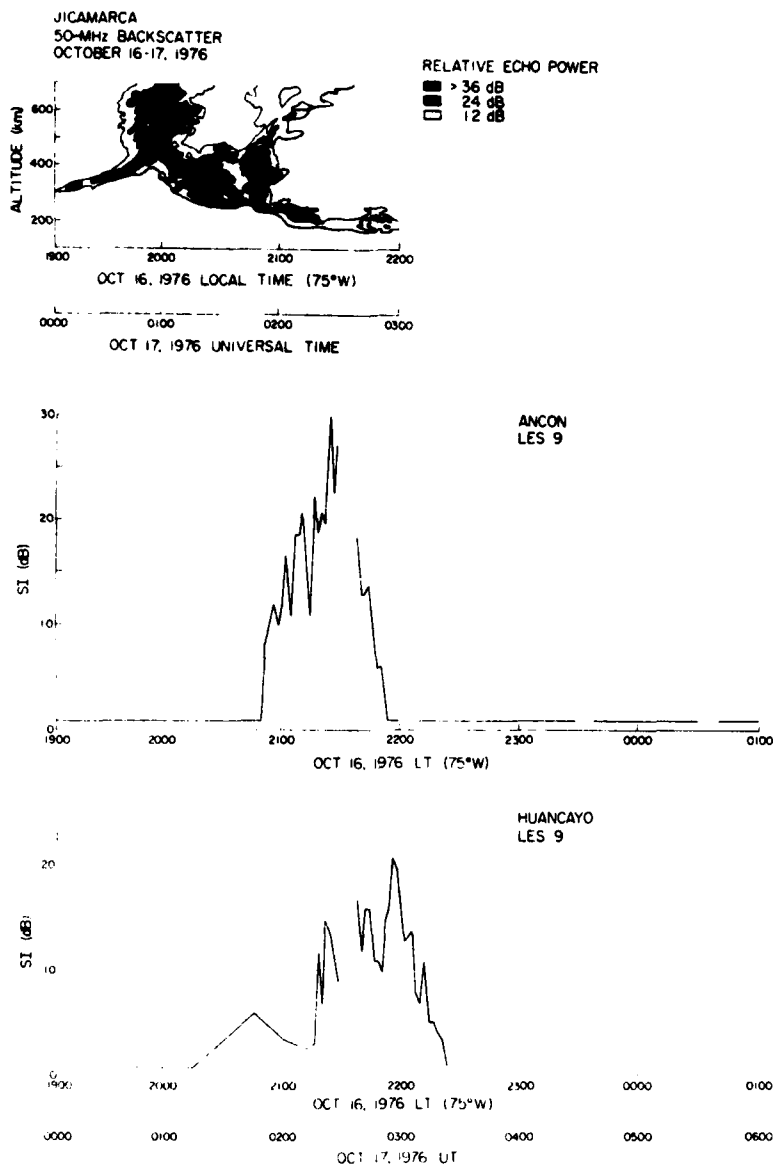 JICAMARCA
50-MHz BACKSCATTER
OCTOBER 16-17, 1976
RELATIVE ECHO POWER
> 36 dB
24 dB
12 dB
ALTITUDE (km)
600
400
200
1900 2000 2100 2200
OCT 16, 1976 LOCAL TIME (75°W)
0000 0100 0200 0300
OCT 17, 1976 UNIVERSAL TIME
ANCON
LES 9
SI (dB)
30
20
10
0
1900 2000 2100 2200 2300 0000 0100
OCT 16, 1976 LT (75°W)
HUANCAYO
LES 9
SI (dB)
20
10
0
1900 2000 2100 2200 2300 0000 0100
OCT 16, 1976 LT (75°W)
0000 0100 0200 0300 0400 0500 0600
OCT 17, 1976 UT